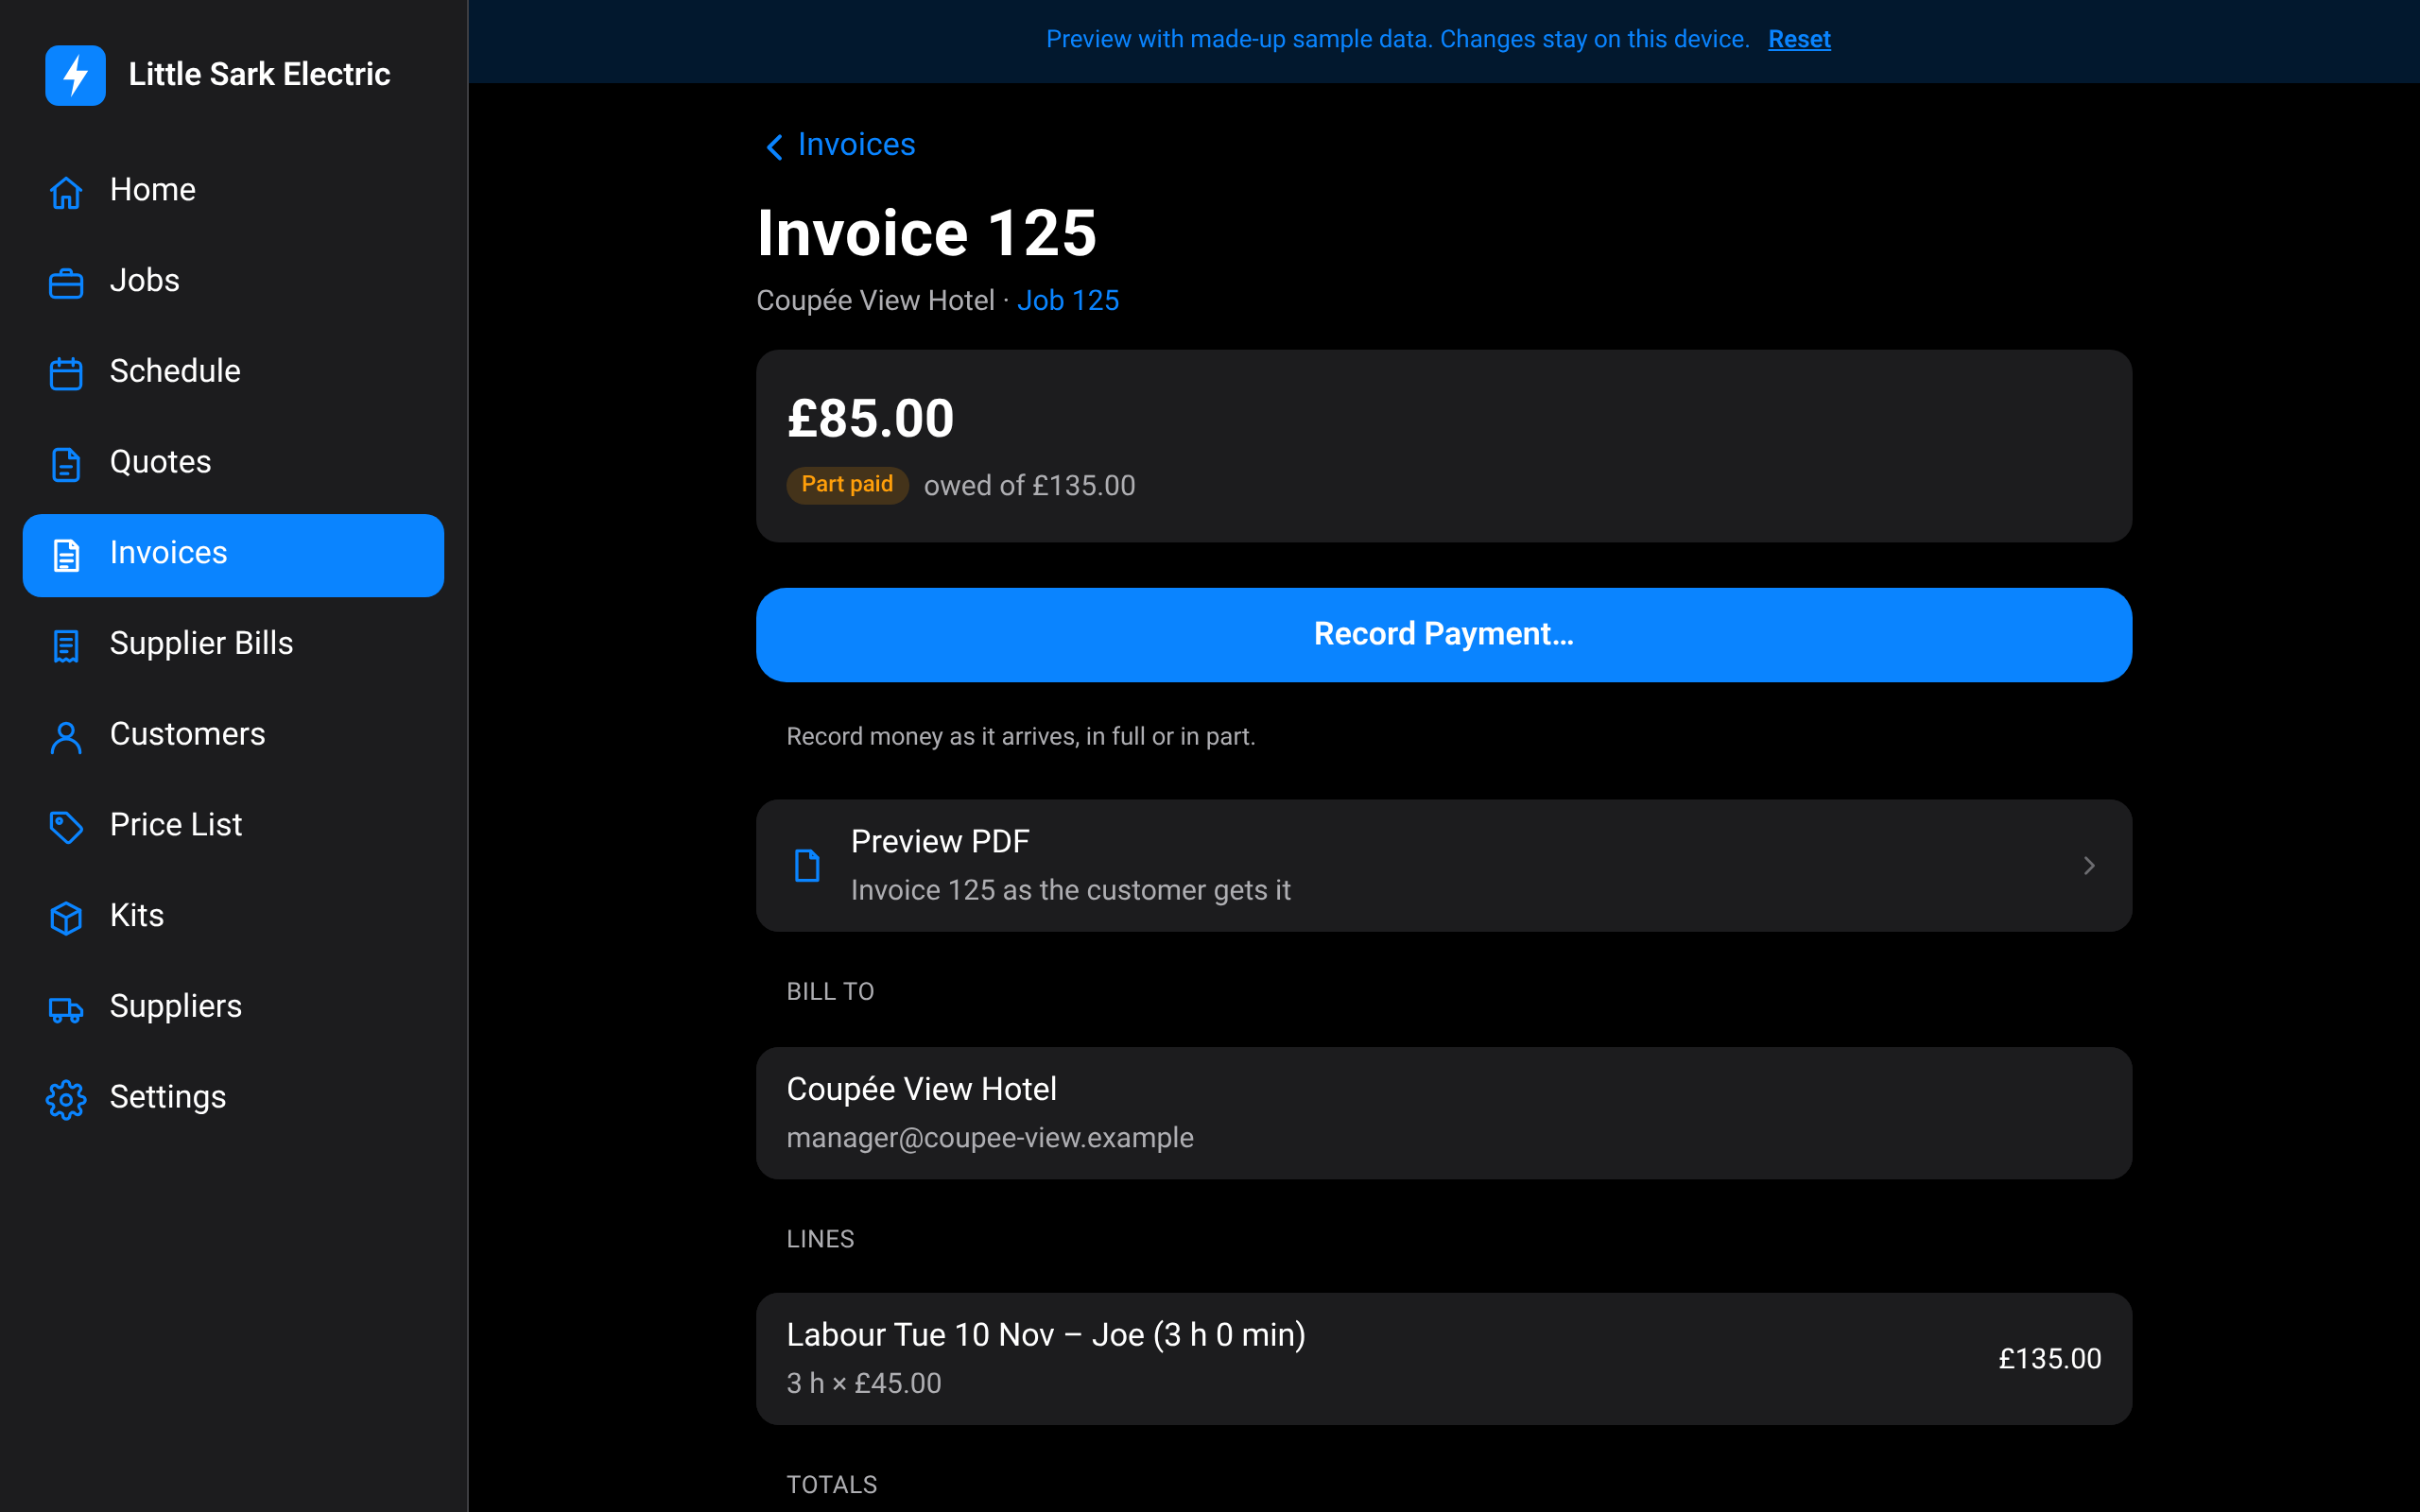 Little Sark Electric
Home
Jobs
Schedule
Quotes
Invoices
Supplier Bills
Customers
Price List
Kits
Suppliers
Settings
Preview with made-up sample data. Changes stay on this device. Reset
Invoices
Invoice 125
Coupée View Hotel · Job 125
£85.00
Part paid owed of £135.00
Record Payment...
Record money as it arrives, in full or in part.
Preview PDF
Invoice 125 as the customer gets it
BILL TO
Coupée View Hotel
manager@coupee-view.example
LINES
Labour Tue 10 Nov – Joe (3 h 0 min)
3 h × £45.00
£135.00
TOTALS